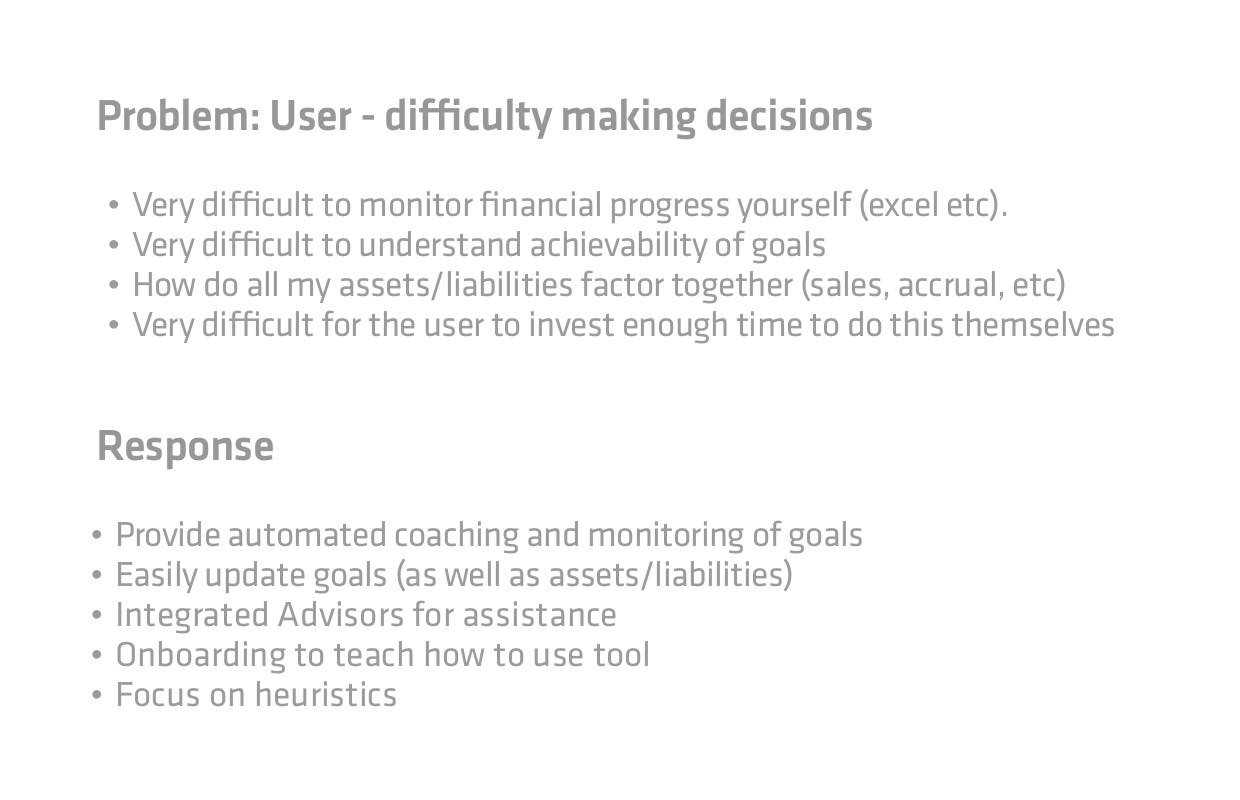 Problem: User - difficulty making decisions
• Very difficult to monitor financial progress yourself (excel etc).
• Very difficult to understand achievability of goals
• How do all my assets/liabilities factor together (sales, accrual, etc)
• Very difficult for the user to invest enough time to do this themselves
Response
• Provide automated coaching and monitoring of goals
• Easily update goals (as well as assets/liabilities)
• Integrated Advisors for assistance
• Onboarding to teach how to use tool
• Focus on heuristics